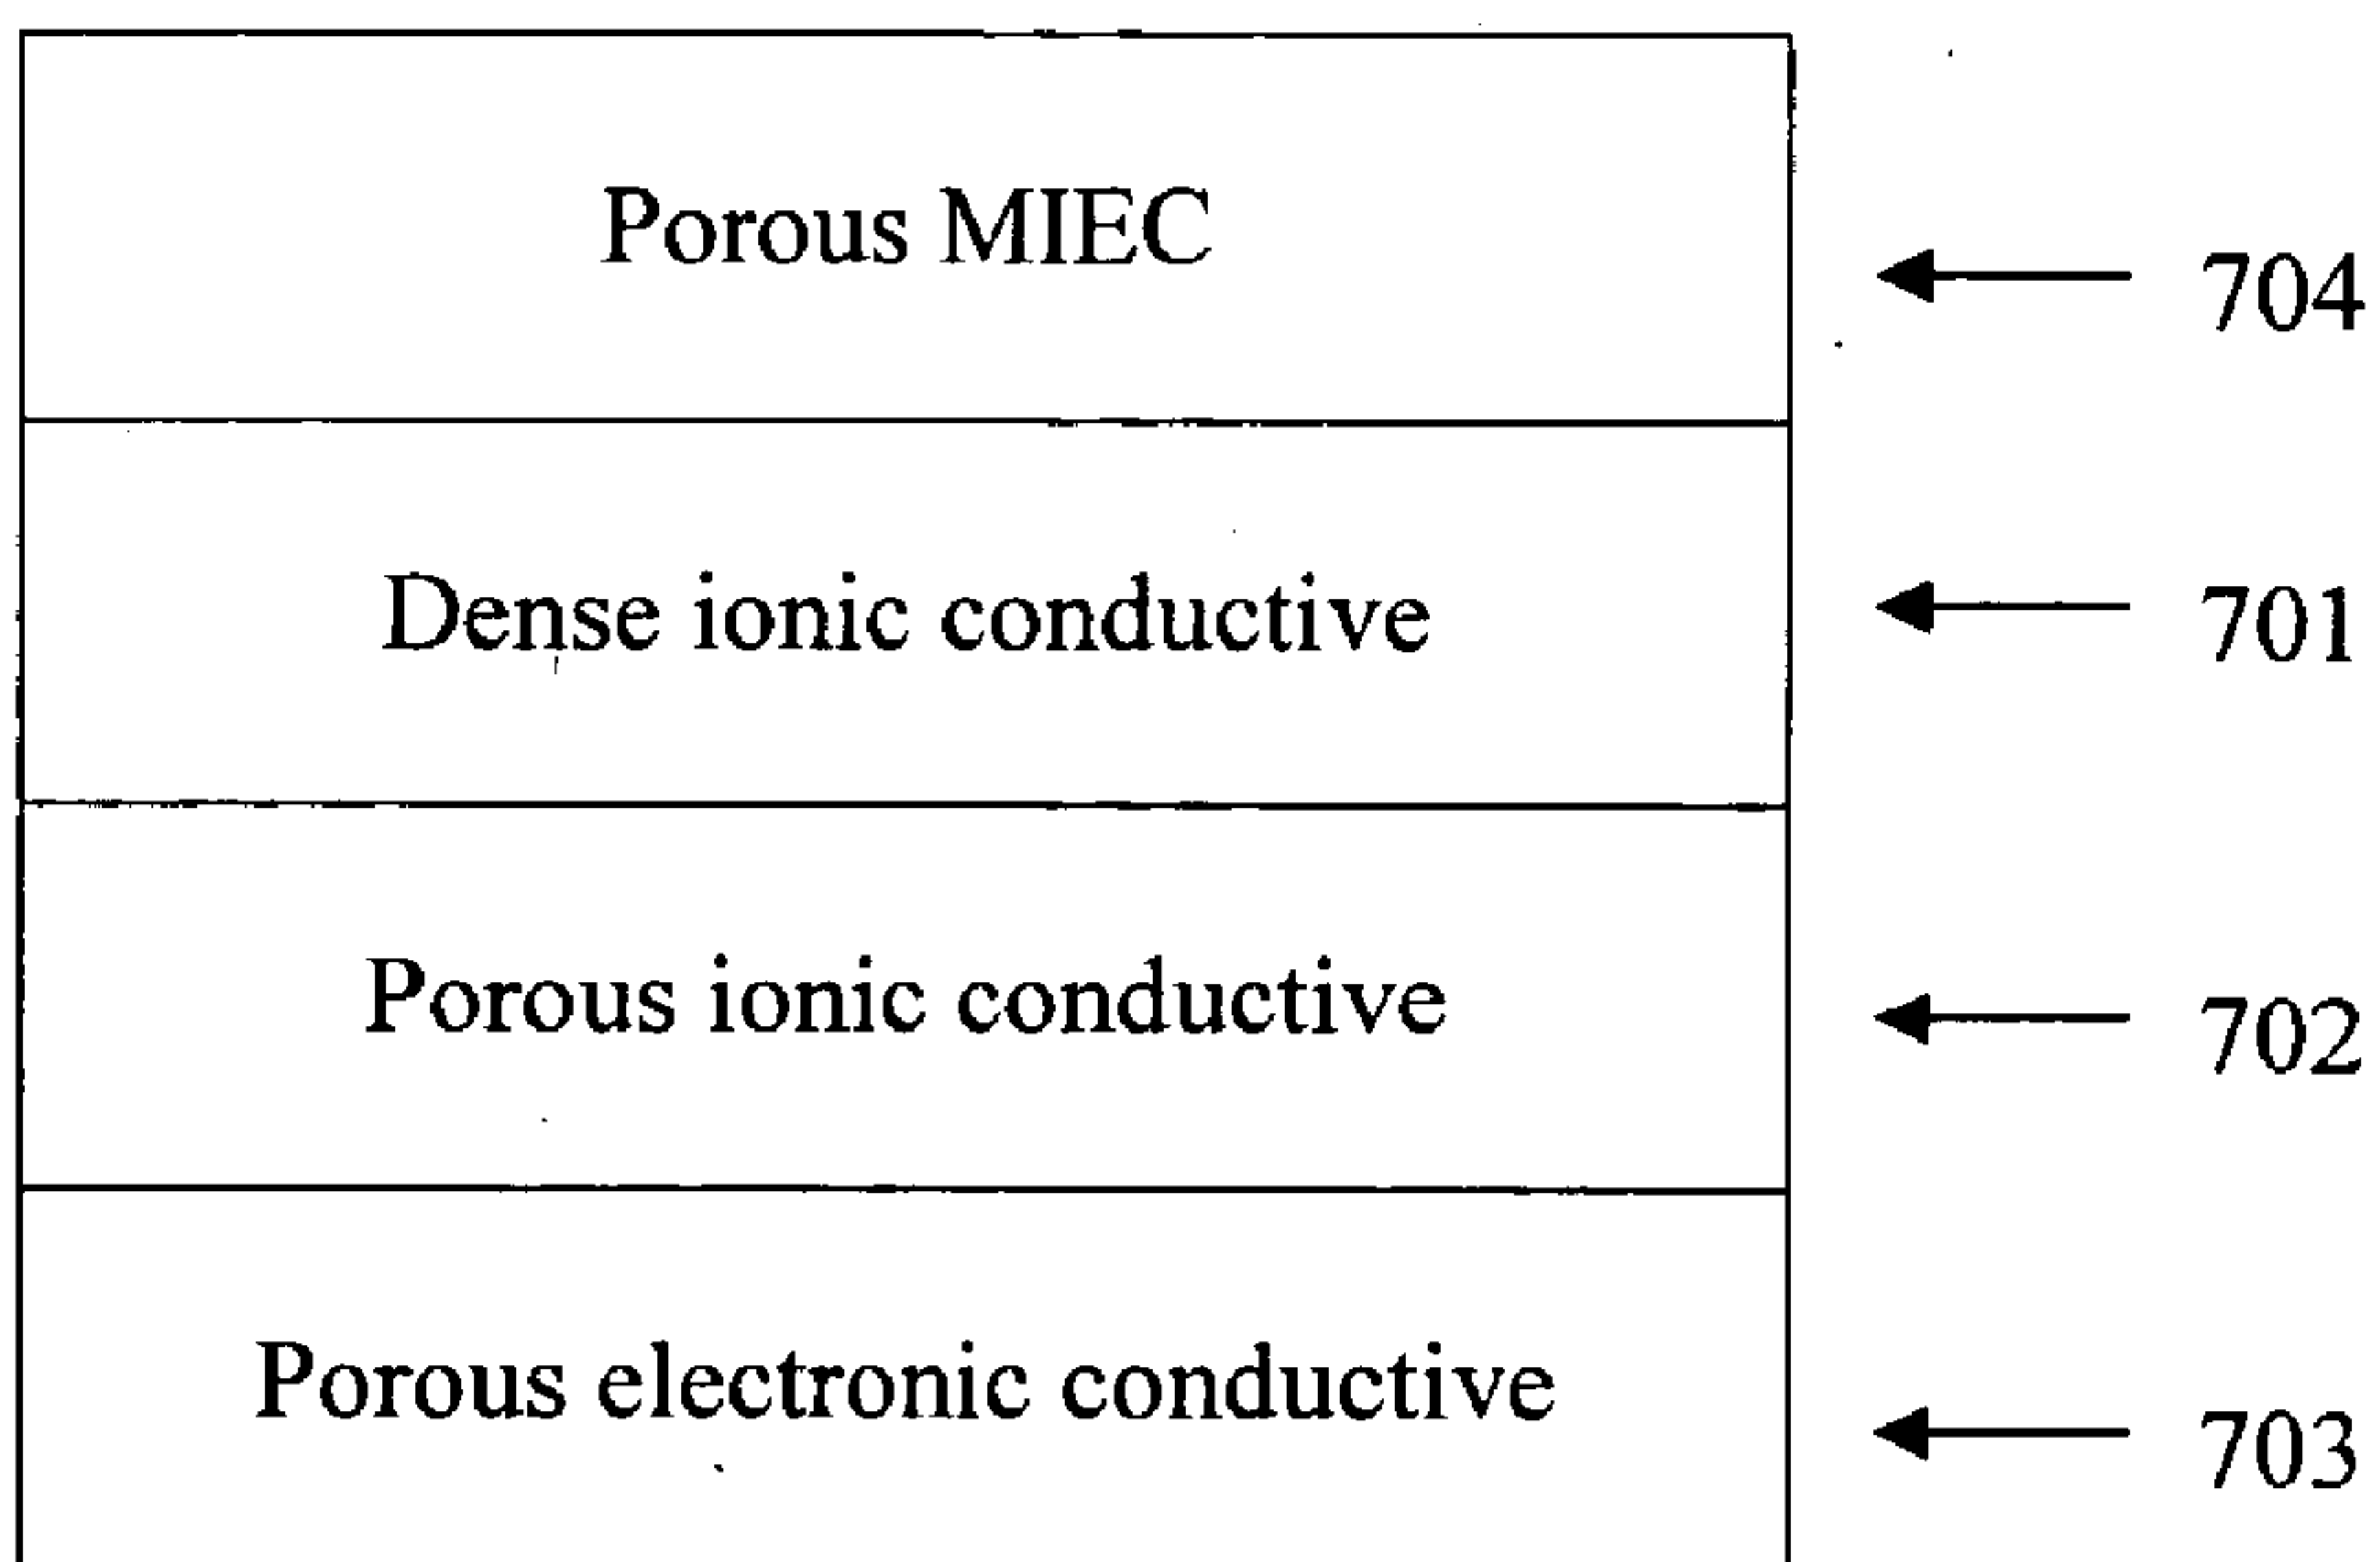 Porous MIEC
704
Dense ionic conductive
701
Porous ionic conductive
702
Porous electronic conductive
703